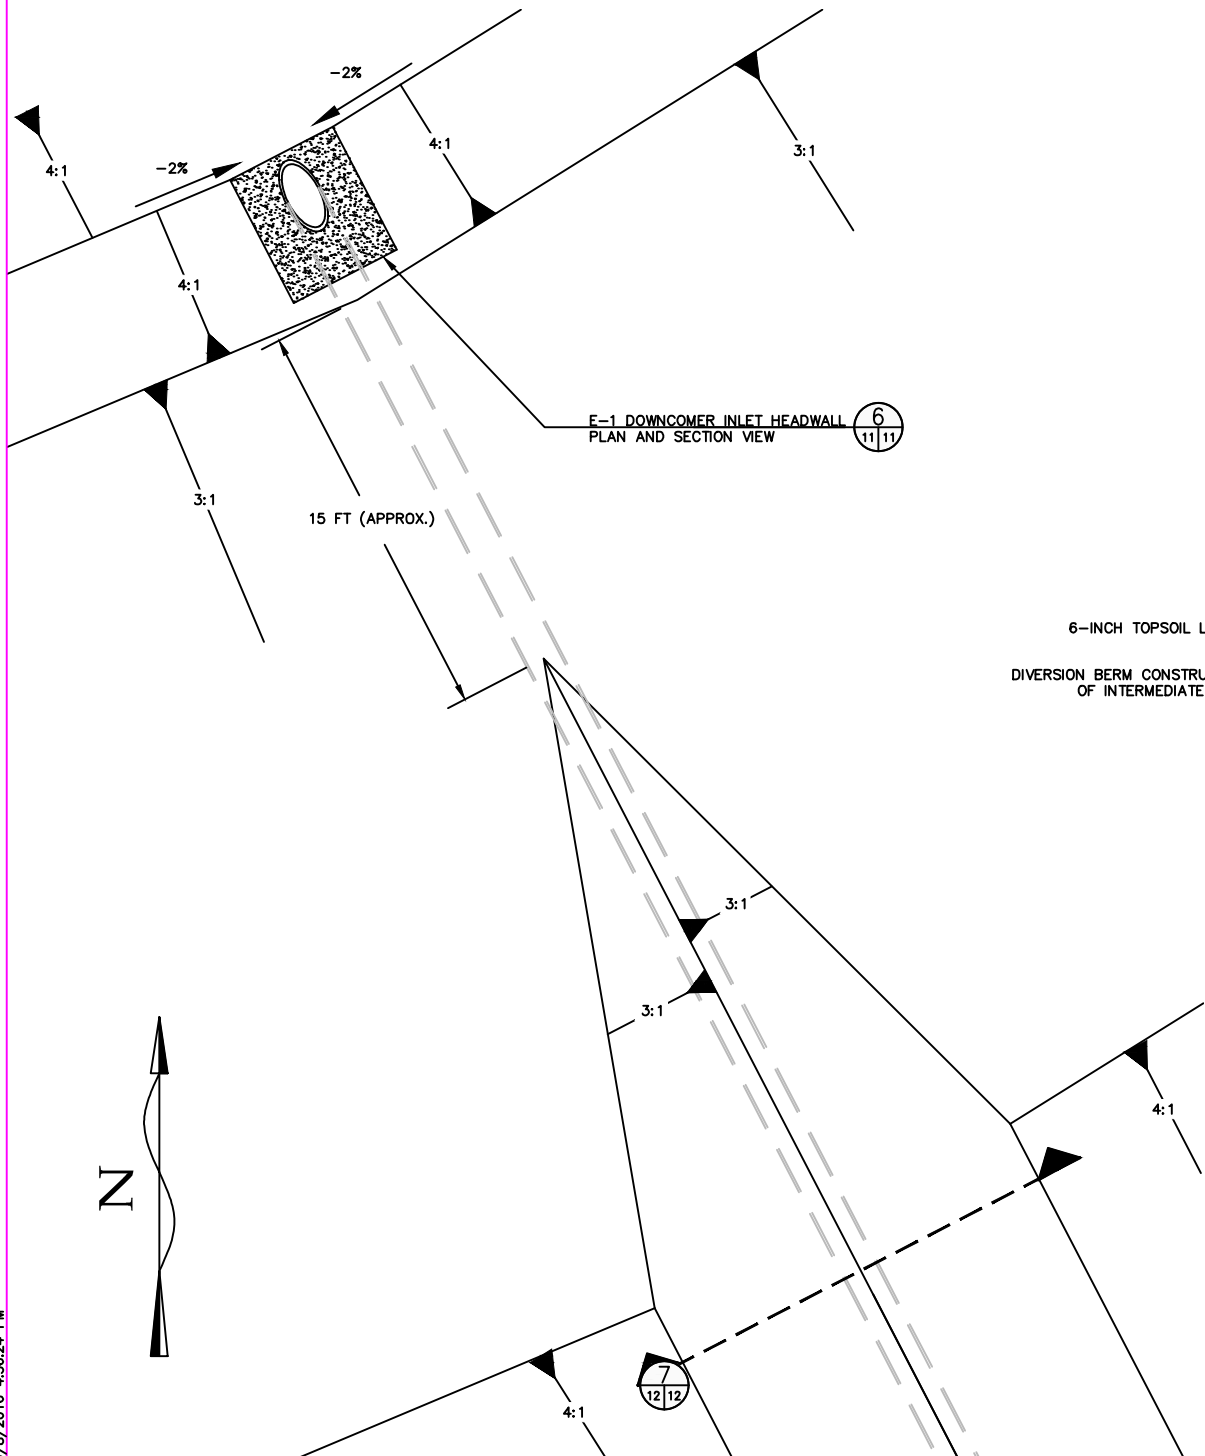 -2%
-2%
4:1
4:1
3:1
4:1
E-1 DOWNCOMER INLET HEADWALL
PLAN AND SECTION VIEW
6
11 11
3:1
15 FT (APPROX.)
6-INCH TOPSOIL L
DIVERSION BERM CONSTRU
OF INTERMEDIATE
3:1
3:1
4:1
N
7
12 12
4:1